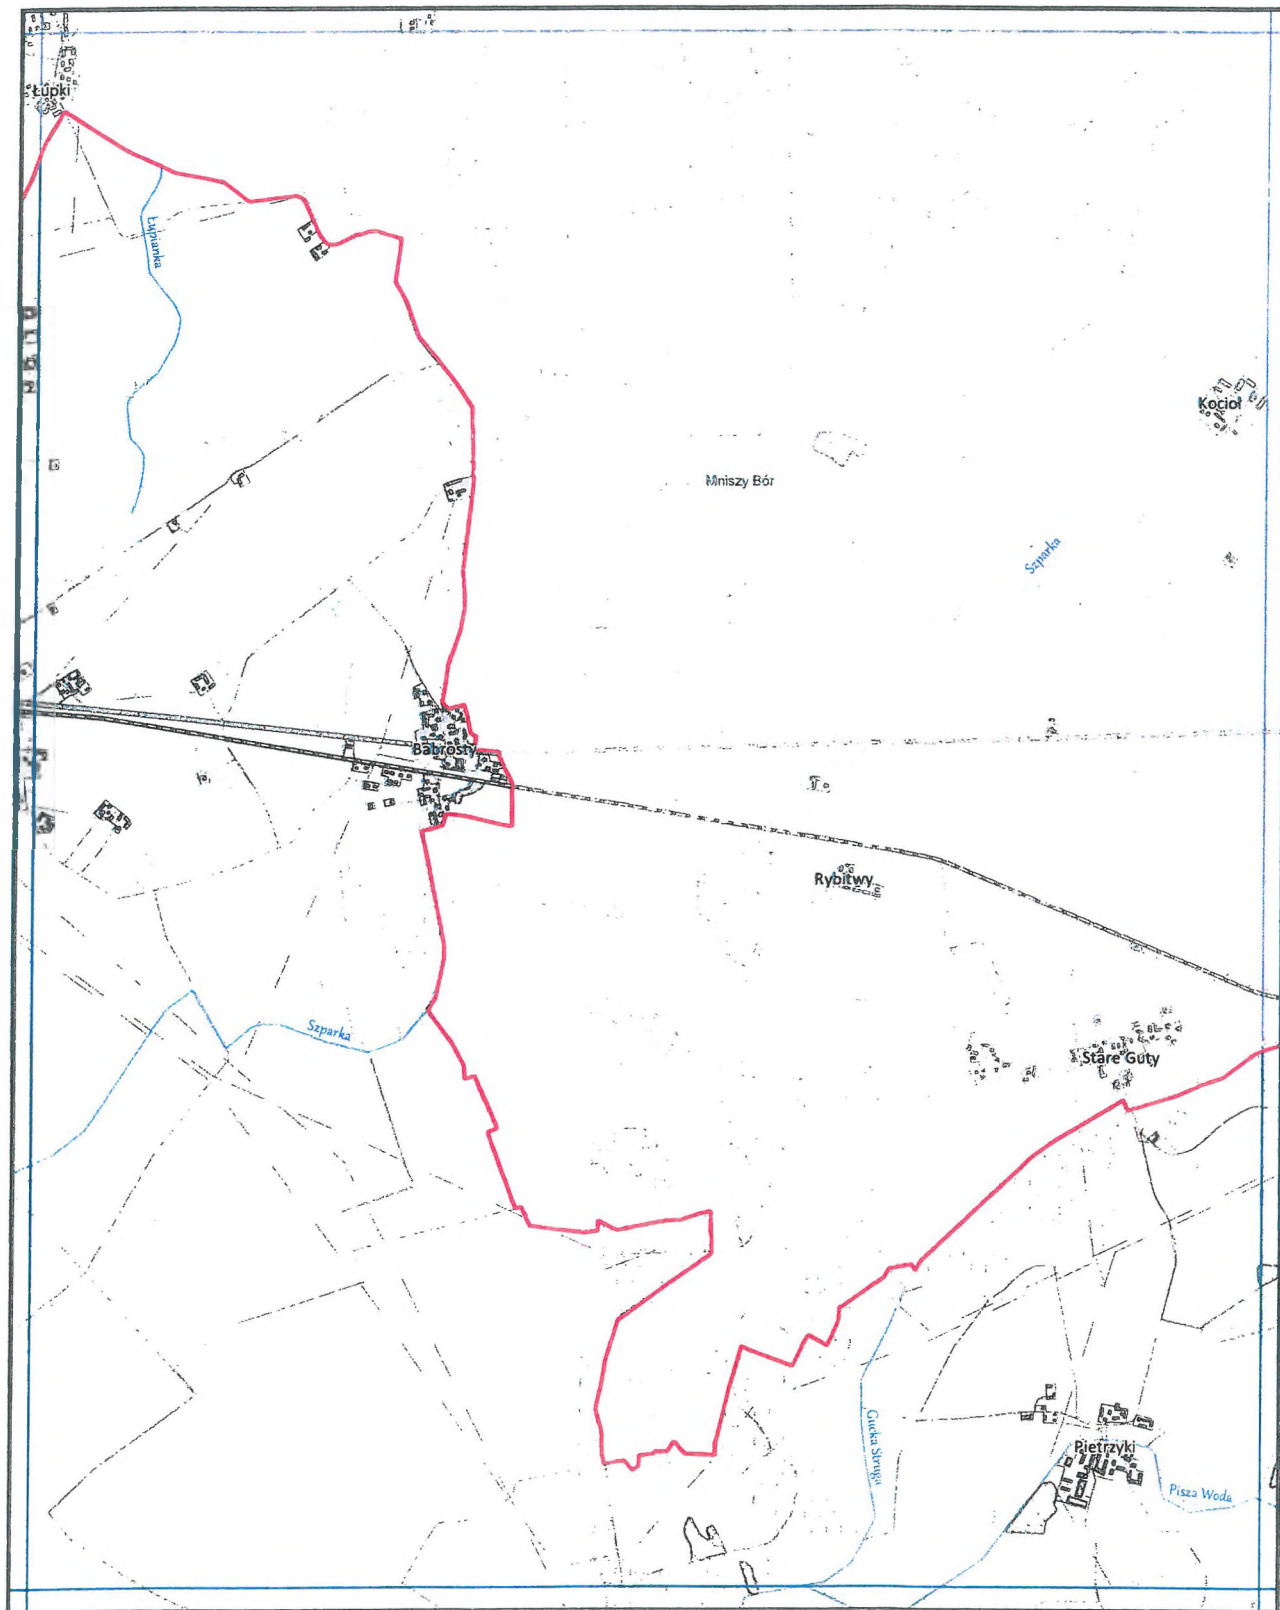 Łupki
Łupianka
Kocioł
Mniszy Bór
Szparka
Babrosty
Rybitwy
Szparka
Stare Guty
Gucka Struga
Pietrzyki
Pisza Woda